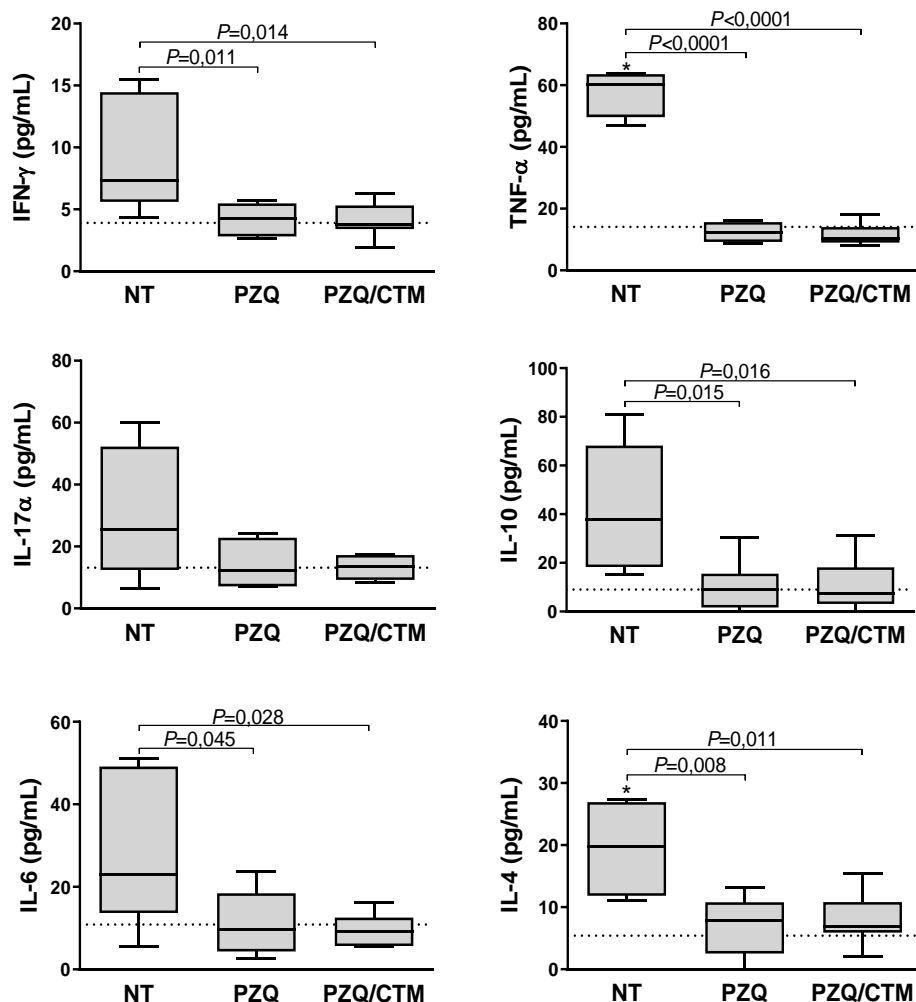 IFN-γ (pg/mL)
20
15
10
5
0
P=0,014
P=0,011
NT PZQ PZQ/CTM
TNF-α (pg/mL)
80
60
40
20
0
P<0,0001
P<0,0001
*
NT PZQ PZQ/CTM
IL-17α (pg/mL)
80
60
40
20
0
NT PZQ PZQ/CTM
IL-10 (pg/mL)
100
80
60
40
20
0
P=0,016
P=0,015
NT PZQ PZQ/CTM
IL-6 (pg/mL)
60
40
20
0
P=0,028
P=0,045
NT PZQ PZQ/CTM
IL-4 (pg/mL)
40
30
20
10
0
P=0,011
P=0,008
*
NT PZQ PZQ/CTM